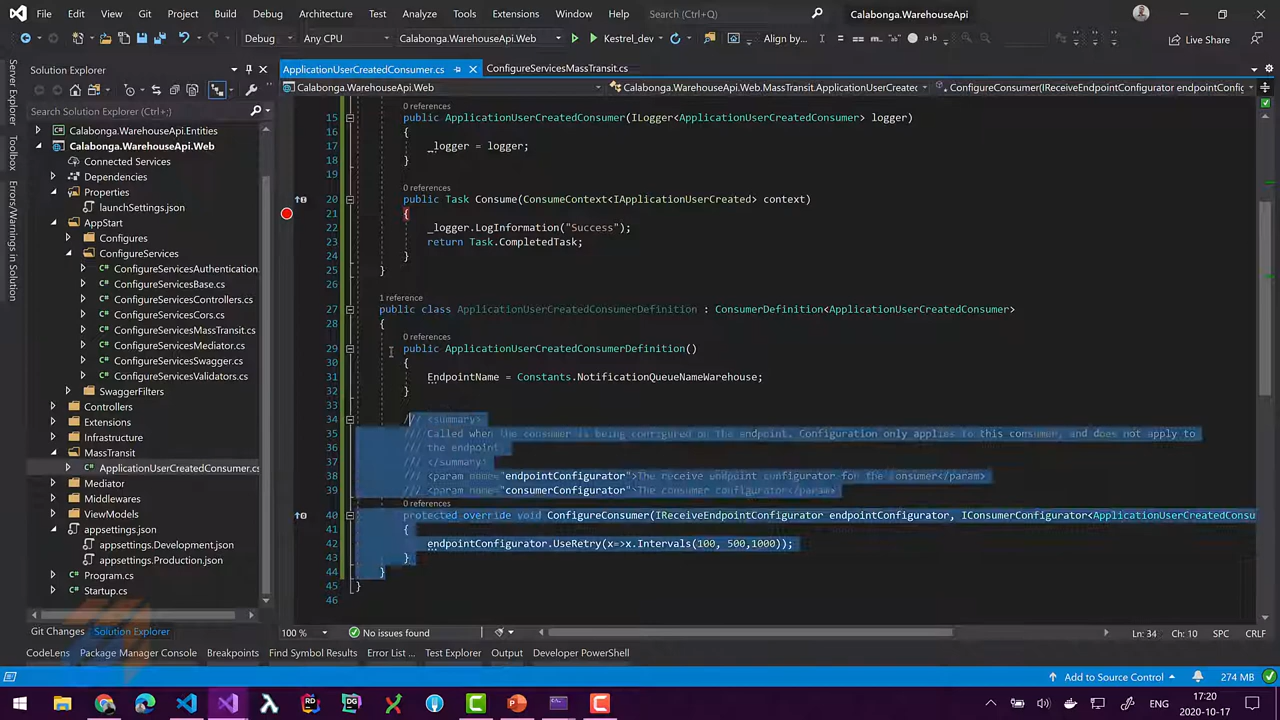 File Edit View Git Project Build Debug Architecture Test Analyze Tools Extensions Window Help Search (Ctrl+Q) Calabonga.WarehouseApi
Debug Any CPU Calabonga.WarehouseApi.Web Kestrel_dev Align by... Live Share
Server Explorer
Toolbox
Errors/Warnings in Solution
Solution Explorer
Search Solution Explorer (Ctrl+;)
Calabonga.WarehouseApi.Entities
Calabonga.WarehouseApi.Web
Connected Services
Dependencies
Properties
launchSettings.json
AppStart
Configures
ConfigureServices
ConfigureServicesAuthentication.
ConfigureServicesBase.cs
ConfigureServicesControllers.cs
ConfigureServicesCors.cs
ConfigureServicesMassTransit.cs
ConfigureServicesMediator.cs
ConfigureServicesSwagger.cs
ConfigureServicesValidators.cs
SwaggerFilters
Controllers
Extensions
Infrastructure
MassTransit
ApplicationUserCreatedConsumer.cs
Mediator
Middlewares
ViewModels
appsettings.json
appsettings.Development.json
appsettings.Production.json
Program.cs
Startup.cs
Git Changes Solution Explorer
ApplicationUserCreatedConsumer.cs ConfigureServicesMassTransit.cs
Calabonga.WarehouseApi.Web Calabonga.WarehouseApi.Web.MassTransit.ApplicationUserCreatec ConfigureConsumer(IReceiveEndpointConfigurator endpointConfig
0 references
15 public ApplicationUserCreatedConsumer(ILogger<ApplicationUserCreatedConsumer> logger)
16 {
17 _logger = logger;
18 }
19
0 references
20 public Task Consume(ConsumeContext<IApplicationUserCreated> context)
21 {
22 _logger.LogInformation("Success");
23 return Task.CompletedTask;
24 }
25 }
26
1 reference
27 public class ApplicationUserCreatedConsumerDefinition : ConsumerDefinition<ApplicationUserCreatedConsumer>
28 {
0 references
29 public ApplicationUserCreatedConsumerDefinition()
30 {
31 EndpointName = Constants.NotificationQueueNameWarehouse;
32 }
33
34 /// <summary>
35 /// Called when the consumer is being configured on the endpoint. Configuration only applies to this consumer, and does not apply to
36 /// the endpoint.
37 /// </summary>
38 /// <param name="endpointConfigurator">The receive endpoint configurator for the consumer</param>
39 /// <param name="consumerConfigurator">The consumer configurator</param>
0 references
40 protected override void ConfigureConsumer(IReceiveEndpointConfigurator endpointConfigurator, IConsumerConfigurator<ApplicationUserCreatedConsu
41 {
42 endpointConfigurator.UseRetry(x=>x.Intervals(100, 500,1000));
43 }
44 }
45 }
46
100 % No issues found Ln: 34 Ch: 10 SPC CRLF
CodeLens Package Manager Console Breakpoints Find Symbol Results Error List ... Test Explorer Output Developer PowerShell
Add to Source Control 274 MB
ENG 17:20
2020-10-17